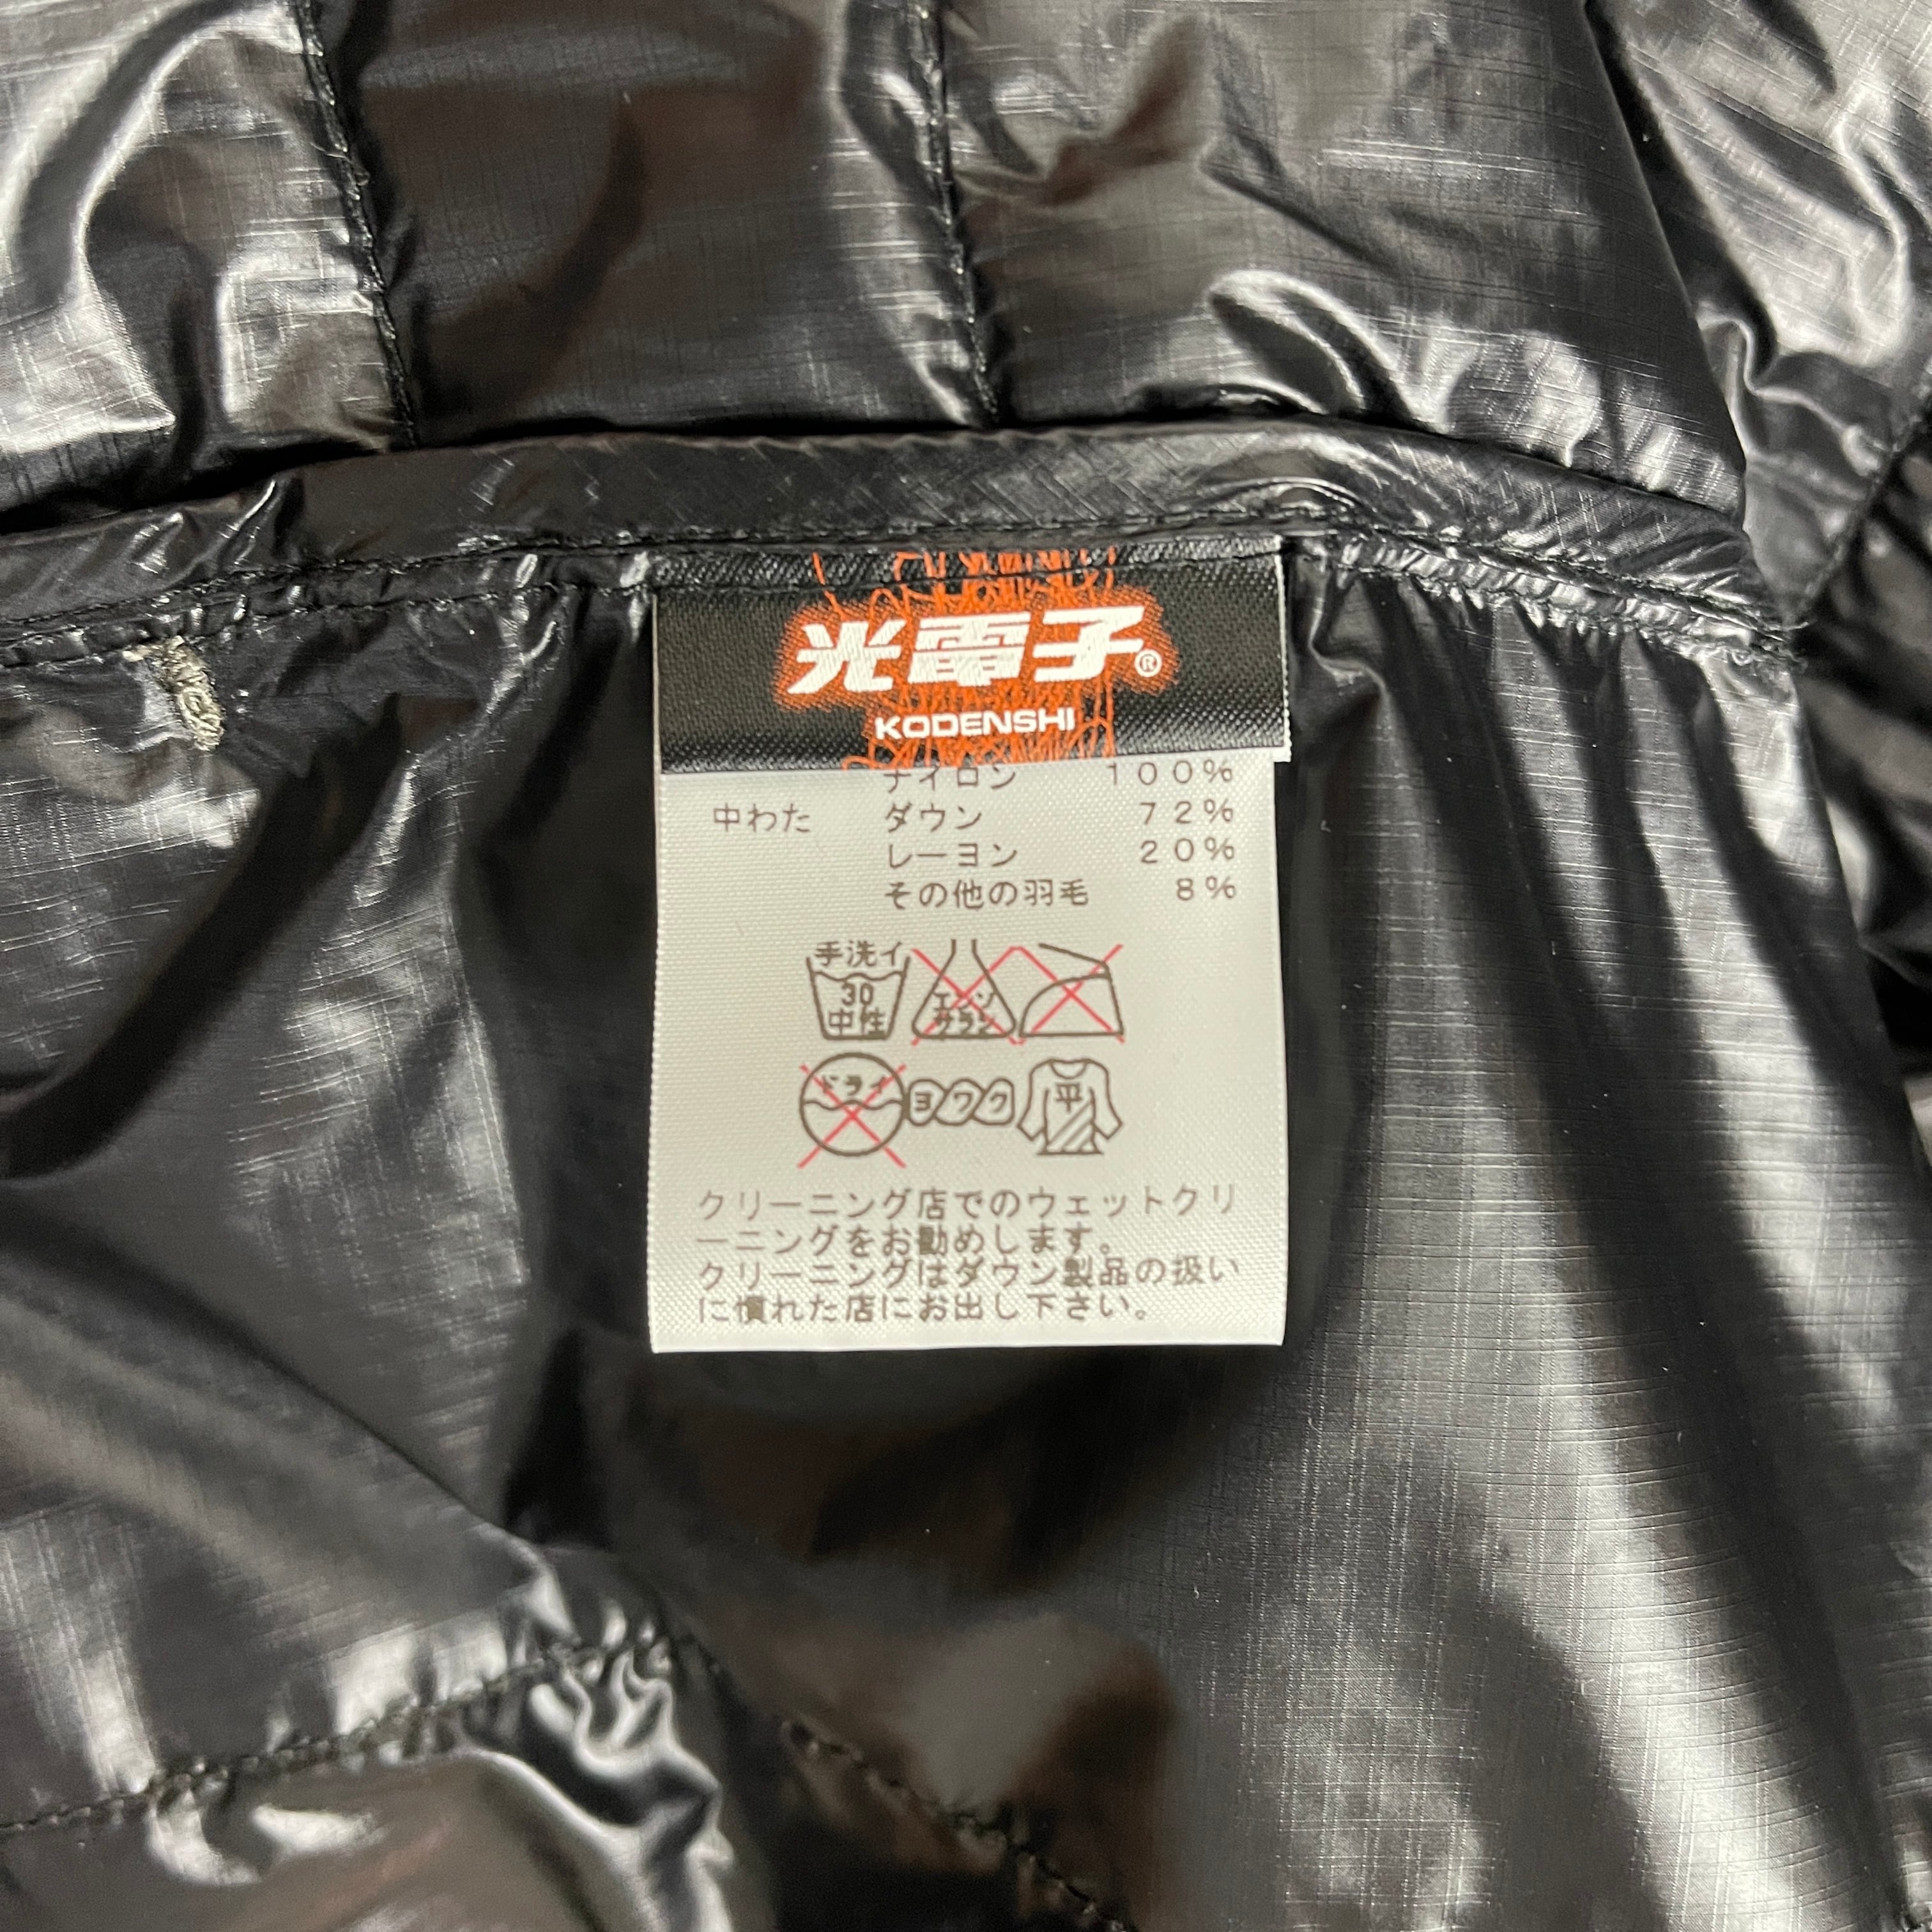 光電子®
KODENSHI
ナイロン 100%
中わた ダウン 72%
レーヨン 20%
その他の羽毛 8%
手洗イ
30
中性
エンソ
サラシ
ドライ
ヨワク
平
クリーニング店でのウェットクリ
ーニングをお勧めします。
クリーニングはダウン製品の扱い
に慣れた店にお出し下さい。